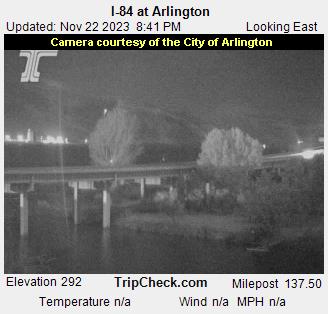 I-84 at Arlington
Updated: Nov 22 2023 8:41 PM Looking East
Camera courtesy of the City of Arlington
Elevation 292 TripCheck.com Milepost 137.50
Temperature n/a Wind n/a MPH n/a